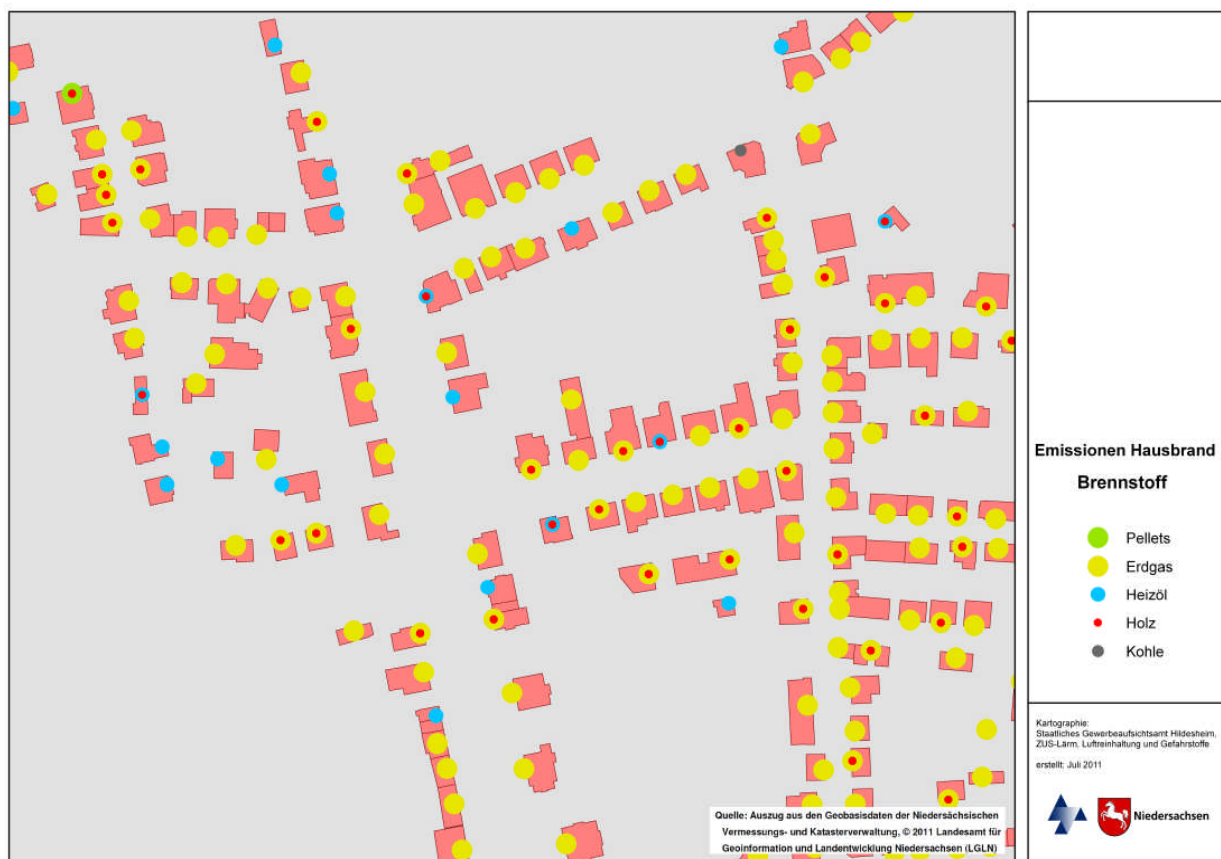 Emissionen Hausbrand
Brennstoff
Pellets
Erdgas
Heizöl
Holz
Kohle
Kartographie:
Staatliches Gewerbeaufsichtsamt Hildesheim,
ZUS-Lärm, Luftreinhaltung und Gefahrstoffe
erstellt: Juli 2011
Niedersachsen
Quelle: Auszug aus den Geobasisdaten der Niedersächsischen
Vermessungs- und Katasterverwaltung, © 2011 Landesamt für
Geoinformation und Landentwicklung Niedersachsen (LGLN)